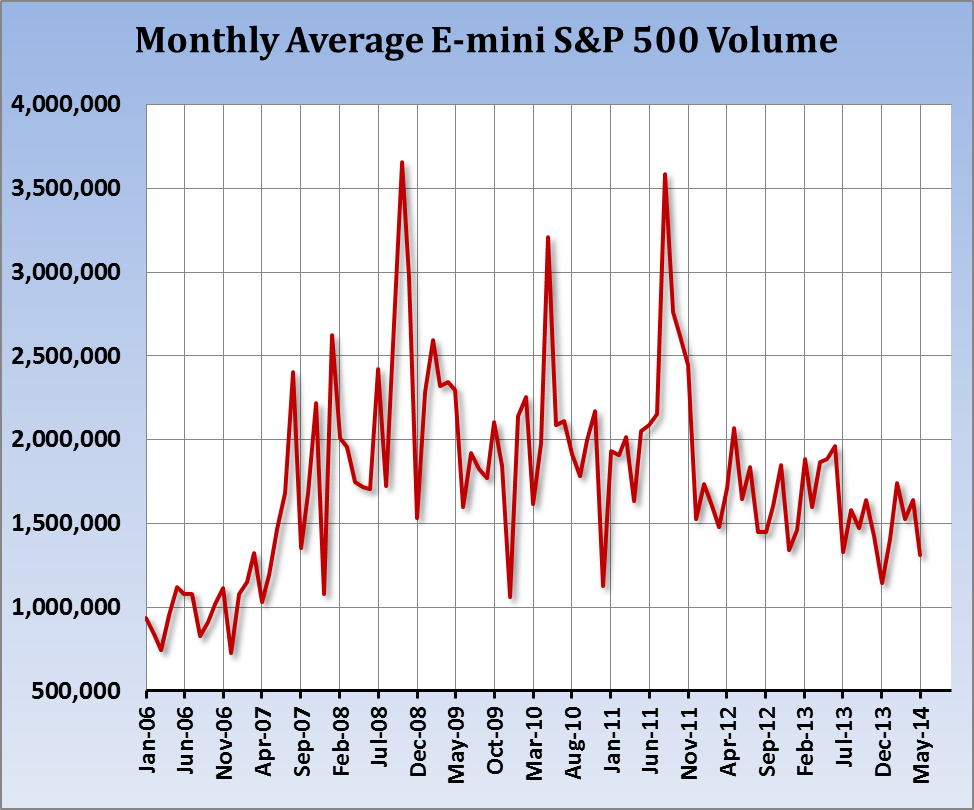 Monthly Average E-mini S&P 500 Volume
4,000,000
3,500,000
3,000,000
2,500,000
2,000,000
1,500,000
1,000,000
500,000
Jan-06
Jun-06
Nov-06
Apr-07
Sep-07
Feb-08
Jul-08
Dec-08
May-09
Oct-09
Mar-10
Aug-10
Jan-11
Jun-11
Nov-11
Apr-12
Sep-12
Feb-13
Jul-13
Dec-13
May-14